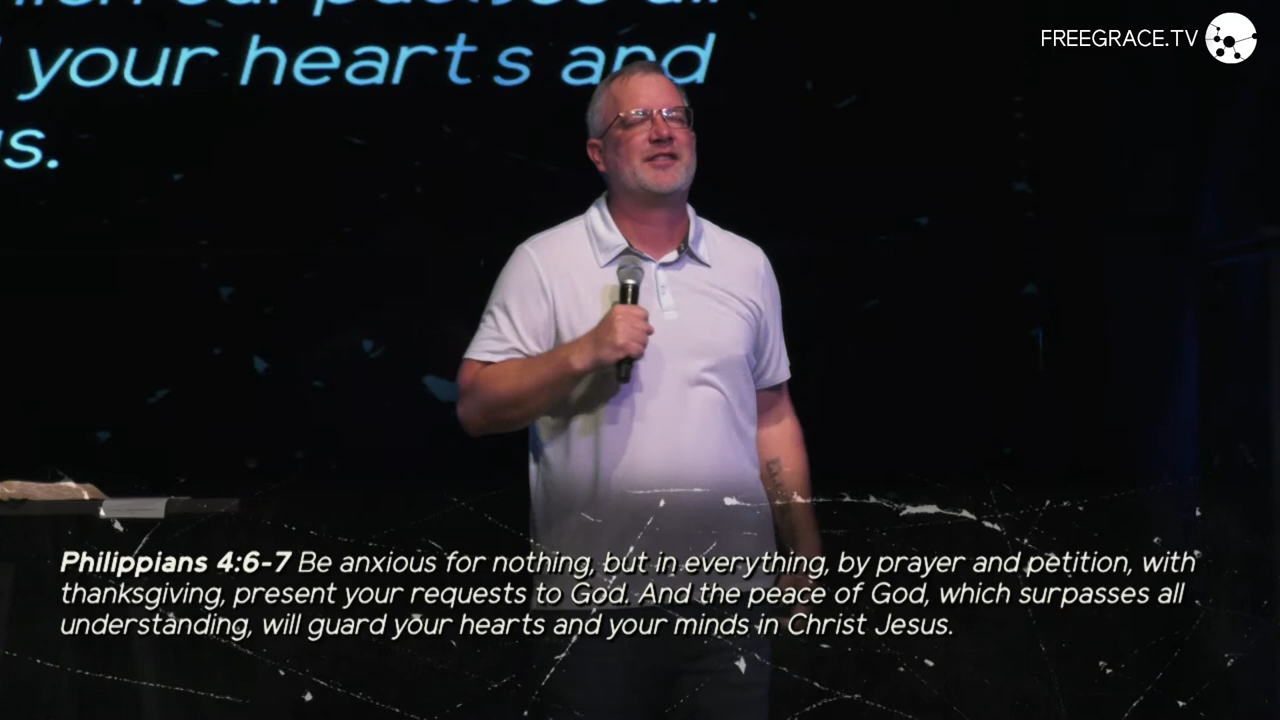 your hearts and
s.
FREEGRACE.TV
Philippians 4:6-7 Be anxious for nothing, but in everything, by prayer and petition, with
thanksgiving, present your requests to God. And the peace of God, which surpasses all
understanding, will guard your hearts and your minds in Christ Jesus.